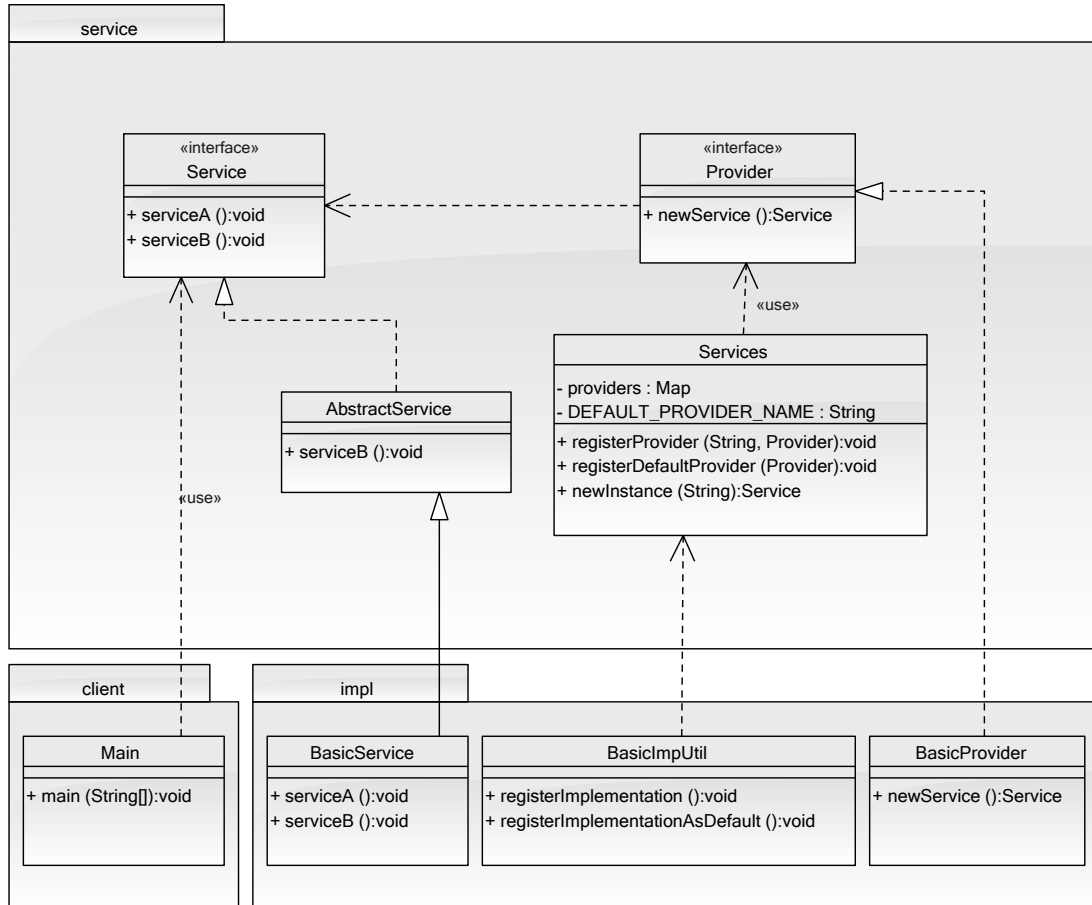 service
«interface»
Service
+ serviceA ():void
+ serviceB ():void
«interface»
Provider
+ newService ():Service
«use»
Services
- providers : Map
- DEFAULT_PROVIDER_NAME : String
+ registerProvider (String, Provider):void
+ registerDefaultProvider (Provider):void
+ newInstance (String):Service
AbstractService
+ serviceB ():void
«use»
client
Main
+ main (String[]):void
impl
BasicService
+ serviceA ():void
+ serviceB ():void
BasicImpUtil
+ registerImplementation ():void
+ registerImplementationAsDefault ():void
BasicProvider
+ newService ():Service